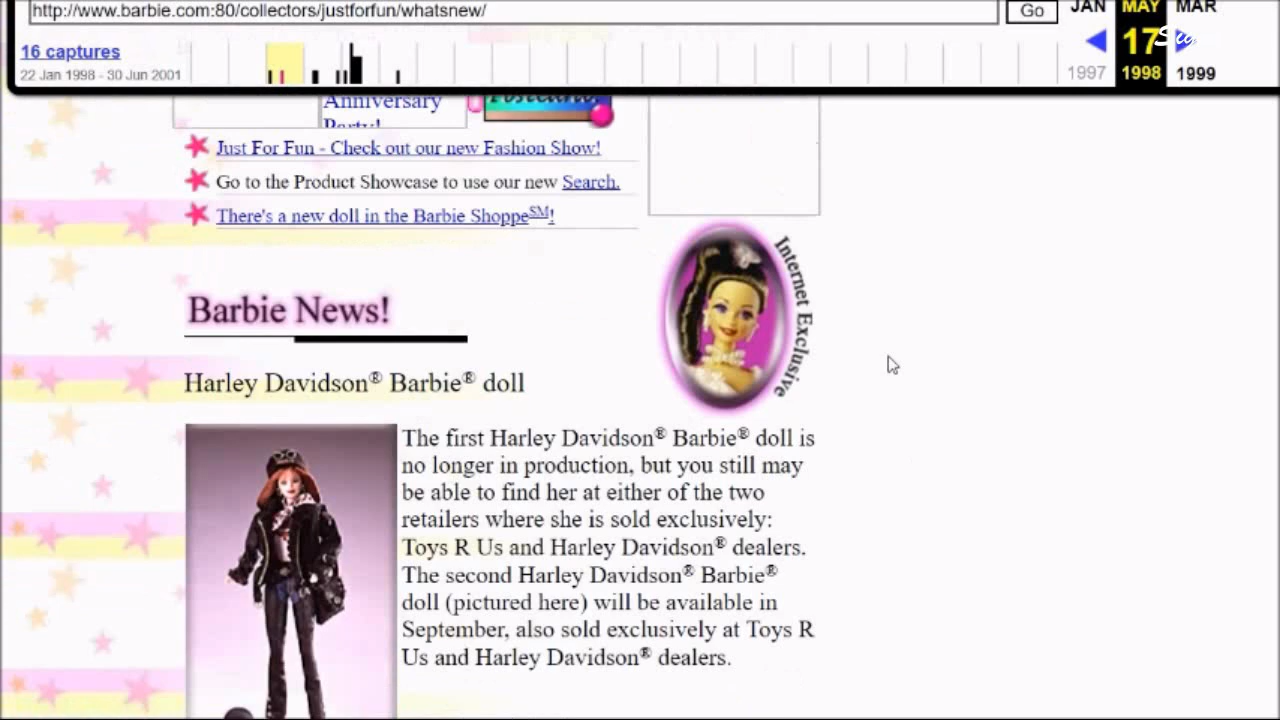 http://www.barbie.com:80/collectors/justforfun/whatsnew/
Go
JAN MAY MAR
16 captures
17
22 Jan 1998 - 30 Jun 2001
1997 1998 1999
Anniversary
Party!
Postcard!
Just For Fun - Check out our new Fashion Show!
Go to the Product Showcase to use our new Search.
There's a new doll in the Barbie Shoppe℠!
Internet Exclusive
Barbie News!
Harley Davidson® Barbie® doll
The first Harley Davidson® Barbie® doll is
no longer in production, but you still may
be able to find her at either of the two
retailers where she is sold exclusively:
Toys R Us and Harley Davidson® dealers.
The second Harley Davidson® Barbie®
doll (pictured here) will be available in
September, also sold exclusively at Toys R
Us and Harley Davidson® dealers.